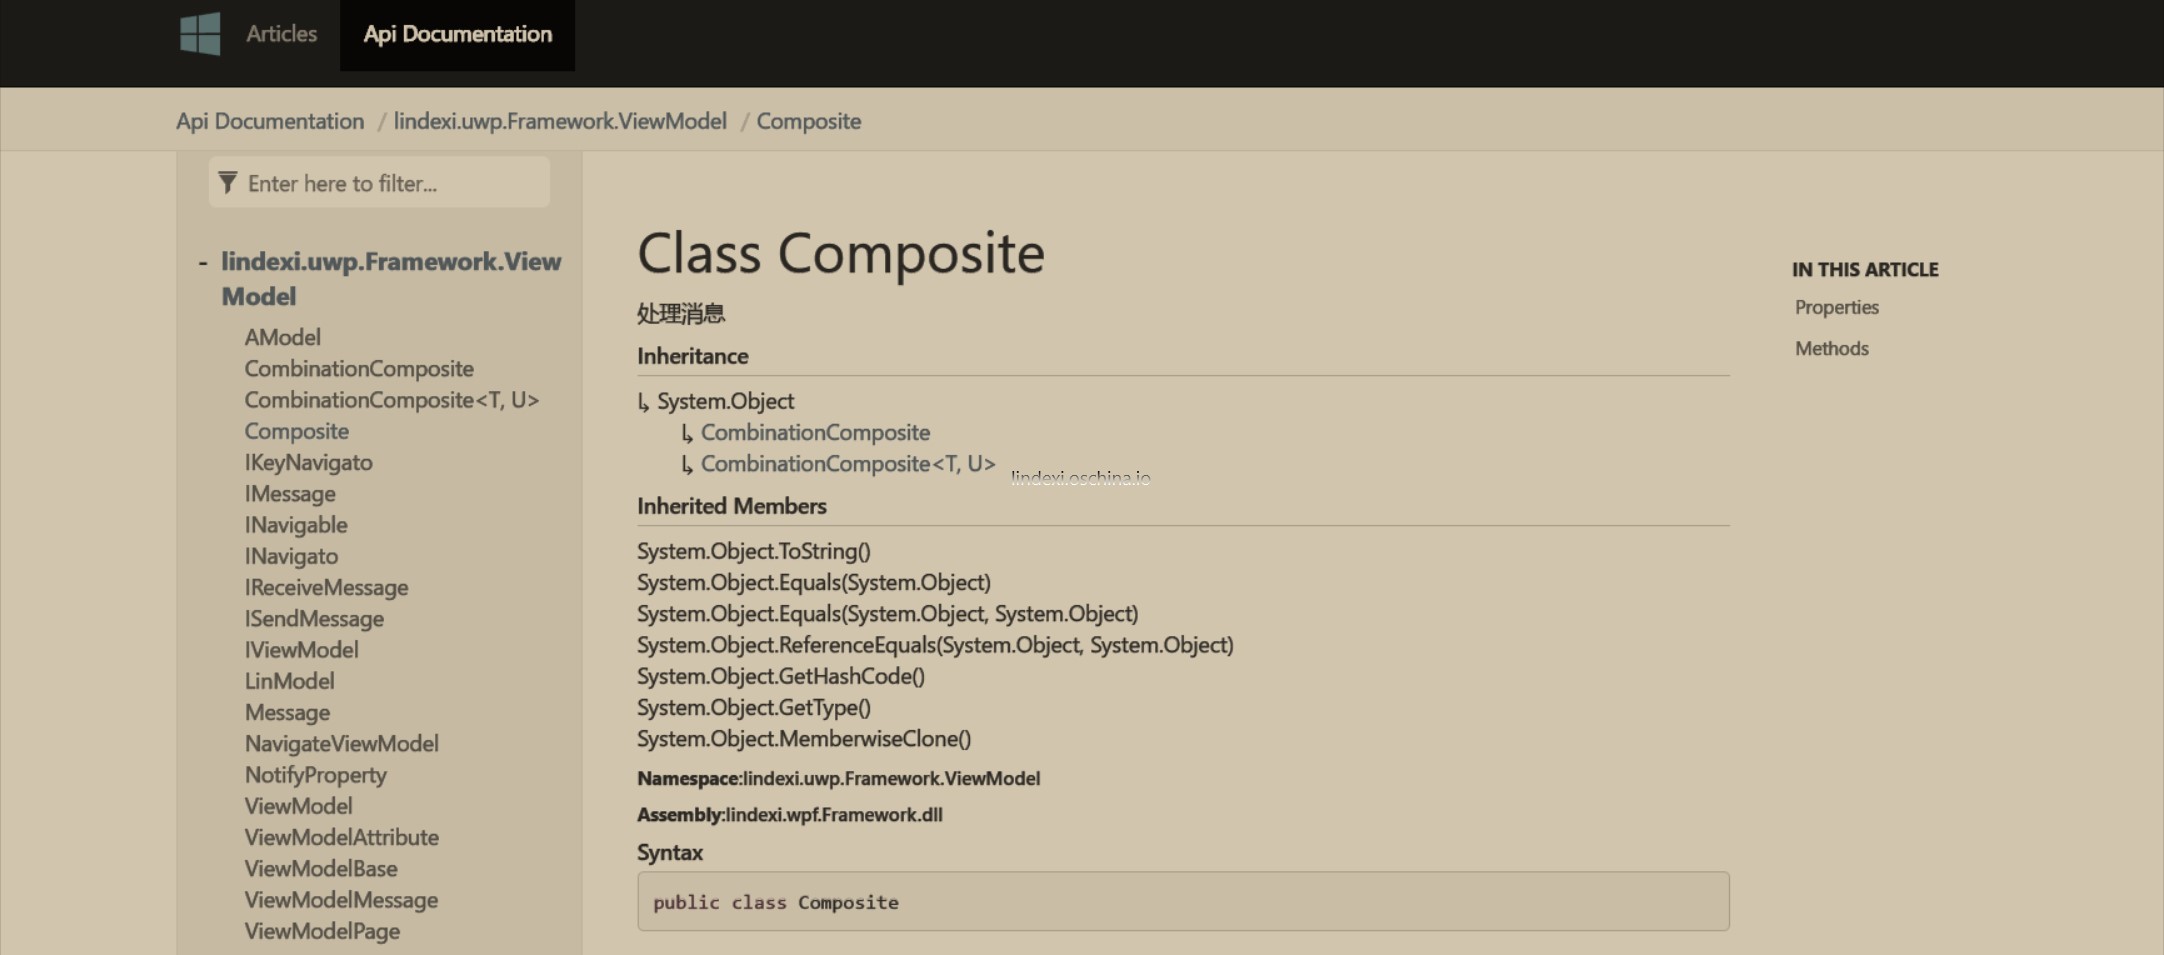 Articles
Api Documentation
Api Documentation / lindexi.uwp.Framework.ViewModel / Composite
Enter here to filter...
- lindexi.uwp.Framework.View
Model
AModel
CombinationComposite
CombinationComposite<T, U>
Composite
IKeyNavigato
IMessage
INavigable
INavigato
IReceiveMessage
ISendMessage
IViewModel
LinModel
Message
NavigateViewModel
NotifyProperty
ViewModel
ViewModelAttribute
ViewModelBase
ViewModelMessage
ViewModelPage
Class Composite
处理消息
Inheritance
↳ System.Object
↳ CombinationComposite
↳ CombinationComposite<T, U>
lindexi.oschina.io
Inherited Members
System.Object.ToString()
System.Object.Equals(System.Object)
System.Object.Equals(System.Object, System.Object)
System.Object.ReferenceEquals(System.Object, System.Object)
System.Object.GetHashCode()
System.Object.GetType()
System.Object.MemberwiseClone()
Namespace:lindexi.uwp.Framework.ViewModel
Assembly:lindexi.wpf.Framework.dll
Syntax
public class Composite
IN THIS ARTICLE
Properties
Methods